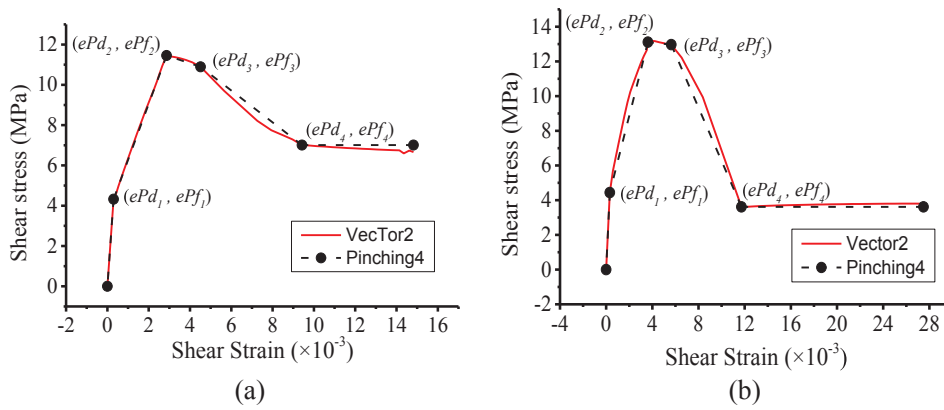 12
10
8
6
4
2
0
-2 0 2 4 6 8 10 12 14 16
Shear stress (MPa)
Shear Strain (×10⁻³)
(ePd₂ , ePf₂)
(ePd₃ , ePf₃)
(ePd₄ , ePf₄)
(ePd₁ , ePf₁)
VecTor2
Pinching4
(a)
14
12
10
8
6
4
2
0
-2
-4 0 4 8 12 16 20 24 28
Shear stress (MPa)
Shear Strain (×10⁻³)
(ePd₂ , ePf₂)
(ePd₃ , ePf₃)
(ePd₁ , ePf₁)
(ePd₄ , ePf₄)
Vector2
Pinching4
(b)